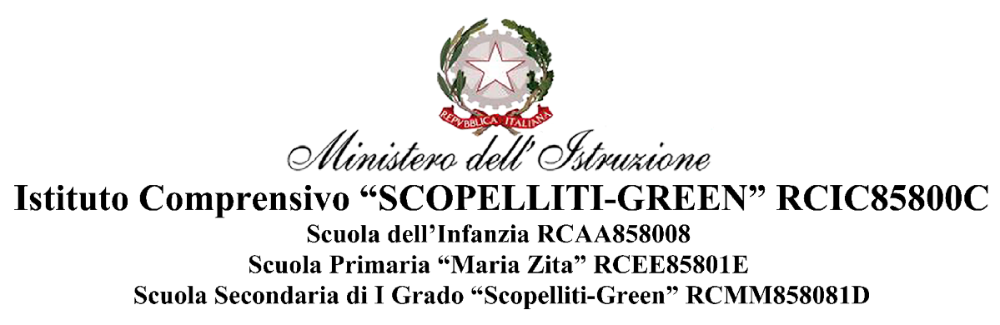 REPVBBLICA ITALIANA
Ministero dell' Istruzione
Istituto Comprensivo “SCOPELLITI-GREEN” RCIC85800C
Scuola dell’Infanzia RCAA858008
Scuola Primaria “Maria Zita” RCEE85801E
Scuola Secondaria di I Grado “Scopelliti-Green” RCMM858081D